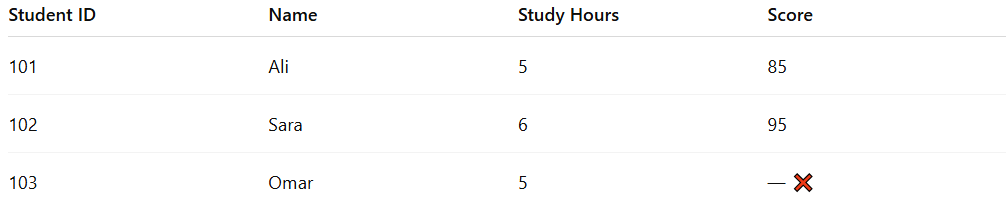 Student ID Name Study Hours Score
101 Ali 5 85
102 Sara 6 95
103 Omar 5 — ❌